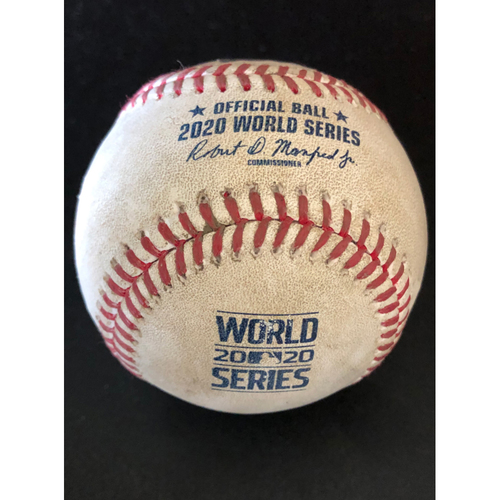 ★ OFFICIAL BALL ★
2020 WORLD SERIES
Robert D. Manfred Jr.
COMMISSIONER
WORLD
20 20
SERIES